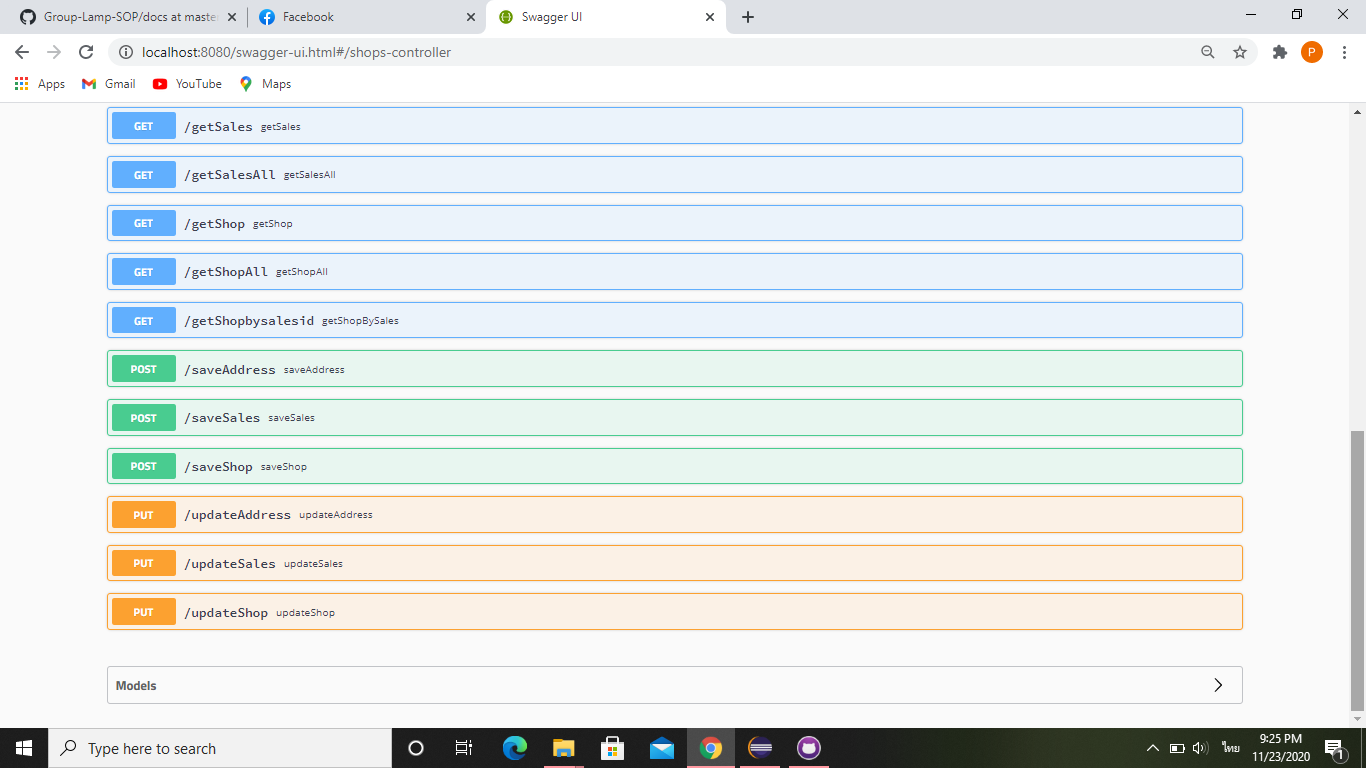 Group-Lamp-SOP/docs at maste
Facebook
Swagger UI
localhost:8080/swagger-ui.html#/shops-controller
P
Apps
Gmail
YouTube
Maps
GET /getSales getSales
GET /getSalesAll getSalesAll
GET /getShop getShop
GET /getShopAll getShopAll
GET /getShopbysalesid getShopBySales
POST /saveAddress saveAddress
POST /saveSales saveSales
POST /saveShop saveShop
PUT /updateAddress updateAddress
PUT /updateSales updateSales
PUT /updateShop updateShop
Models
Type here to search
ไทย
9:25 PM
11/23/2020
1